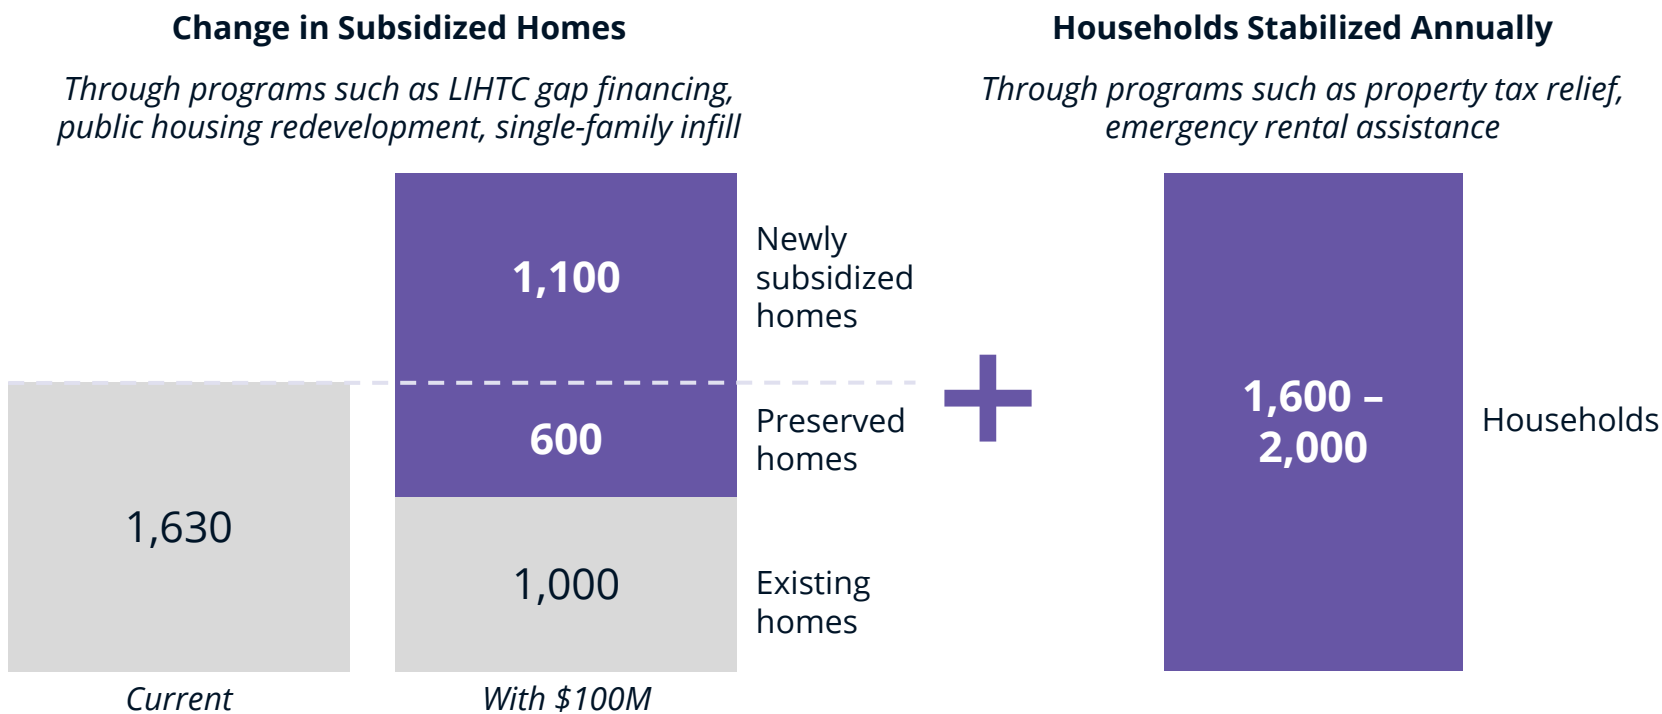 Change in Subsidized Homes
Through programs such as LIHTC gap financing,
public housing redevelopment, single-family infill
1,630
Current
1,100
600
1,000
With $100M
Newly
subsidized
homes
Preserved
homes
Existing
homes
+
Households Stabilized Annually
Through programs such as property tax relief,
emergency rental assistance
1,600 –
2,000
Households